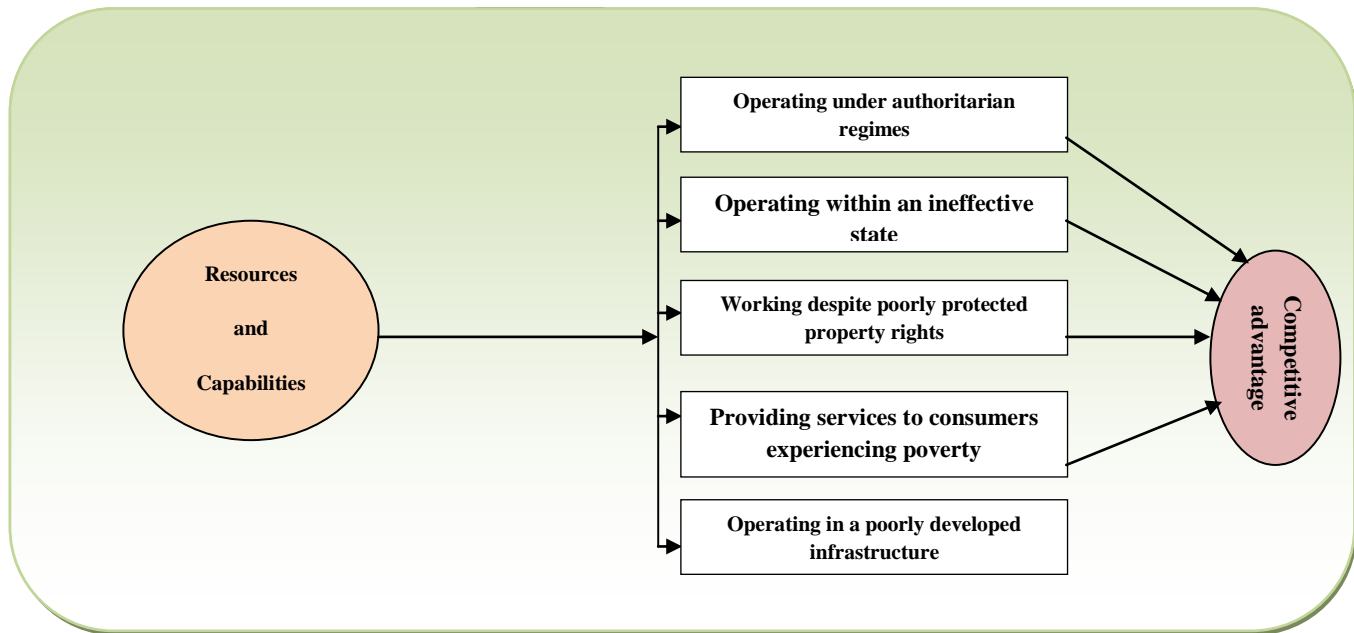 Operating under authoritarian
regimes
Operating within an ineffective
state
Resources
and
Capabilities
Working despite poorly protected
property rights
Providing services to consumers
experiencing poverty
Operating in a poorly developed
infrastructure
Competitive
advantage